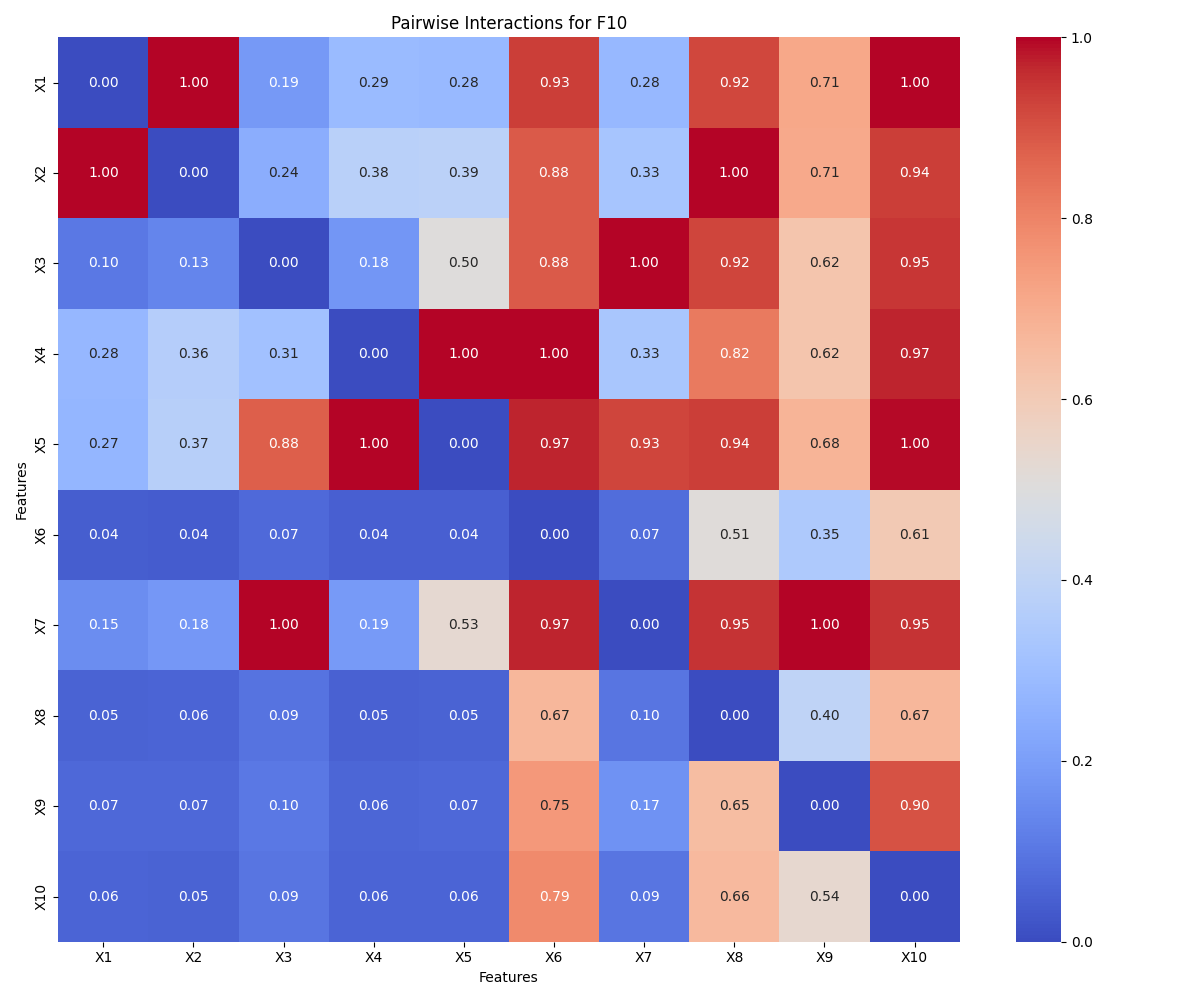 Pairwise Interactions for F10
X1 0.00 1.00 0.19 0.29 0.28 0.93 0.28 0.92 0.71 1.00
X2 1.00 0.00 0.24 0.38 0.39 0.88 0.33 1.00 0.71 0.94
X3 0.10 0.13 0.00 0.18 0.50 0.88 1.00 0.92 0.62 0.95
X4 0.28 0.36 0.31 0.00 1.00 1.00 0.33 0.82 0.62 0.97
X5 0.27 0.37 0.88 1.00 0.00 0.97 0.93 0.94 0.68 1.00
X6 0.04 0.04 0.07 0.04 0.04 0.00 0.07 0.51 0.35 0.61
X7 0.15 0.18 1.00 0.19 0.53 0.97 0.00 0.95 1.00 0.95
X8 0.05 0.06 0.09 0.05 0.05 0.67 0.10 0.00 0.40 0.67
X9 0.07 0.07 0.10 0.06 0.07 0.75 0.17 0.65 0.00 0.90
X10 0.06 0.05 0.09 0.06 0.06 0.79 0.09 0.66 0.54 0.00
X1 X2 X3 X4 X5 X6 X7 X8 X9 X10
Features
Features
1.0
0.8
0.6
0.4
0.2
0.0